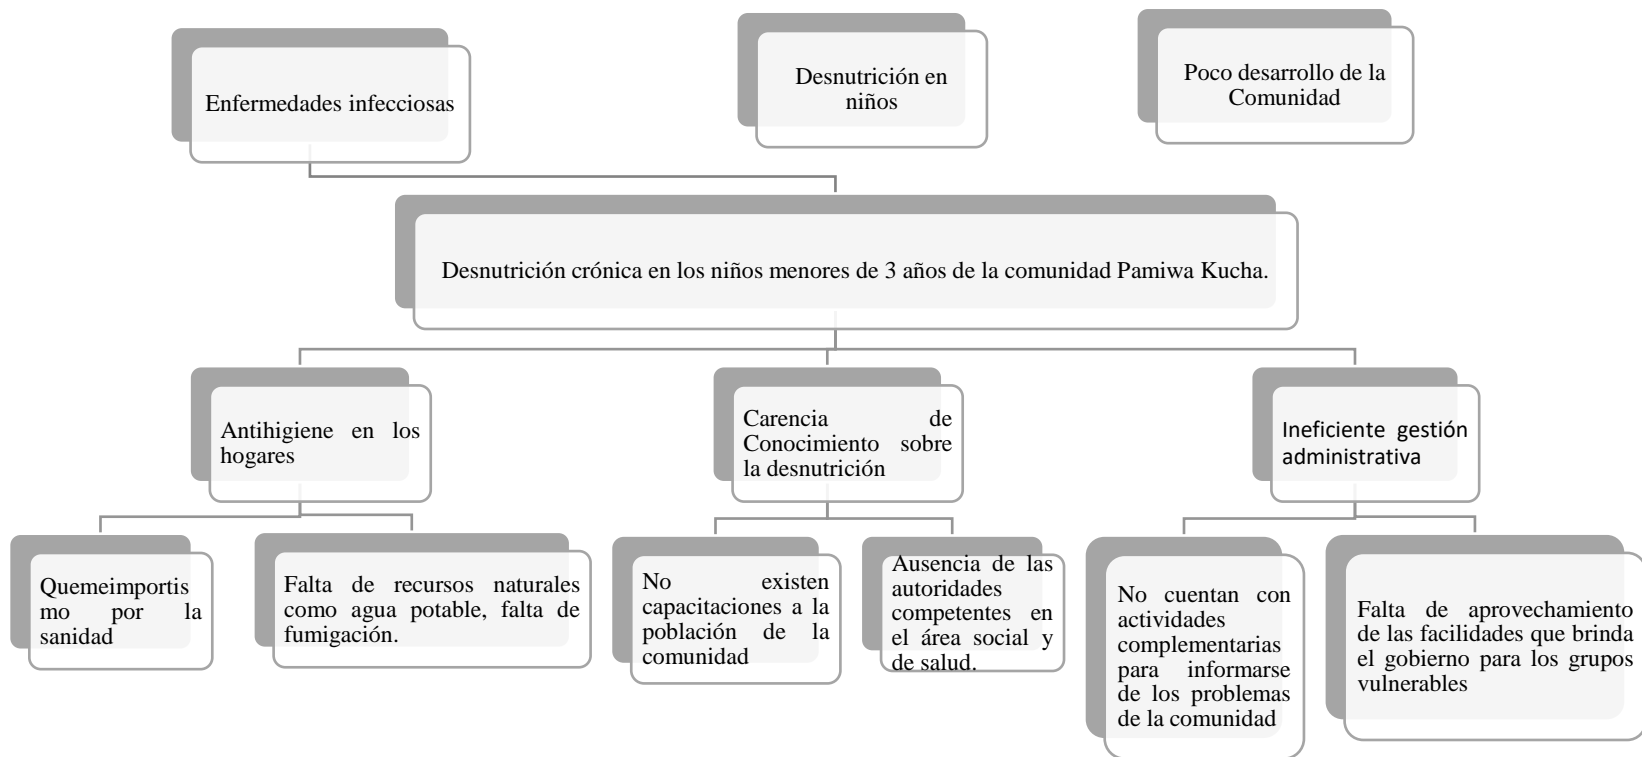 Enfermedades infecciosas
Desnutrición en
niños
Poco desarrollo de la
Comunidad
Desnutrición crónica en los niños menores de 3 años de la comunidad Pamiwa Kucha.
Antihigiene en los
hogares
Carencia de
Conocimiento sobre
la desnutrición
Ineficiente gestión
administrativa
Quemeimportis
mo por la
sanidad
Falta de recursos naturales
como agua potable, falta de
fumigación.
No existen
capacitaciones a la
población de la
comunidad
Ausencia de las
autoridades
competentes en
el área social y
de salud.
No cuentan con
actividades
complementarias
para informarse
de los problemas
de la comunidad
Falta de aprovechamiento
de las facilidades que brinda
el gobierno para los grupos
vulnerables